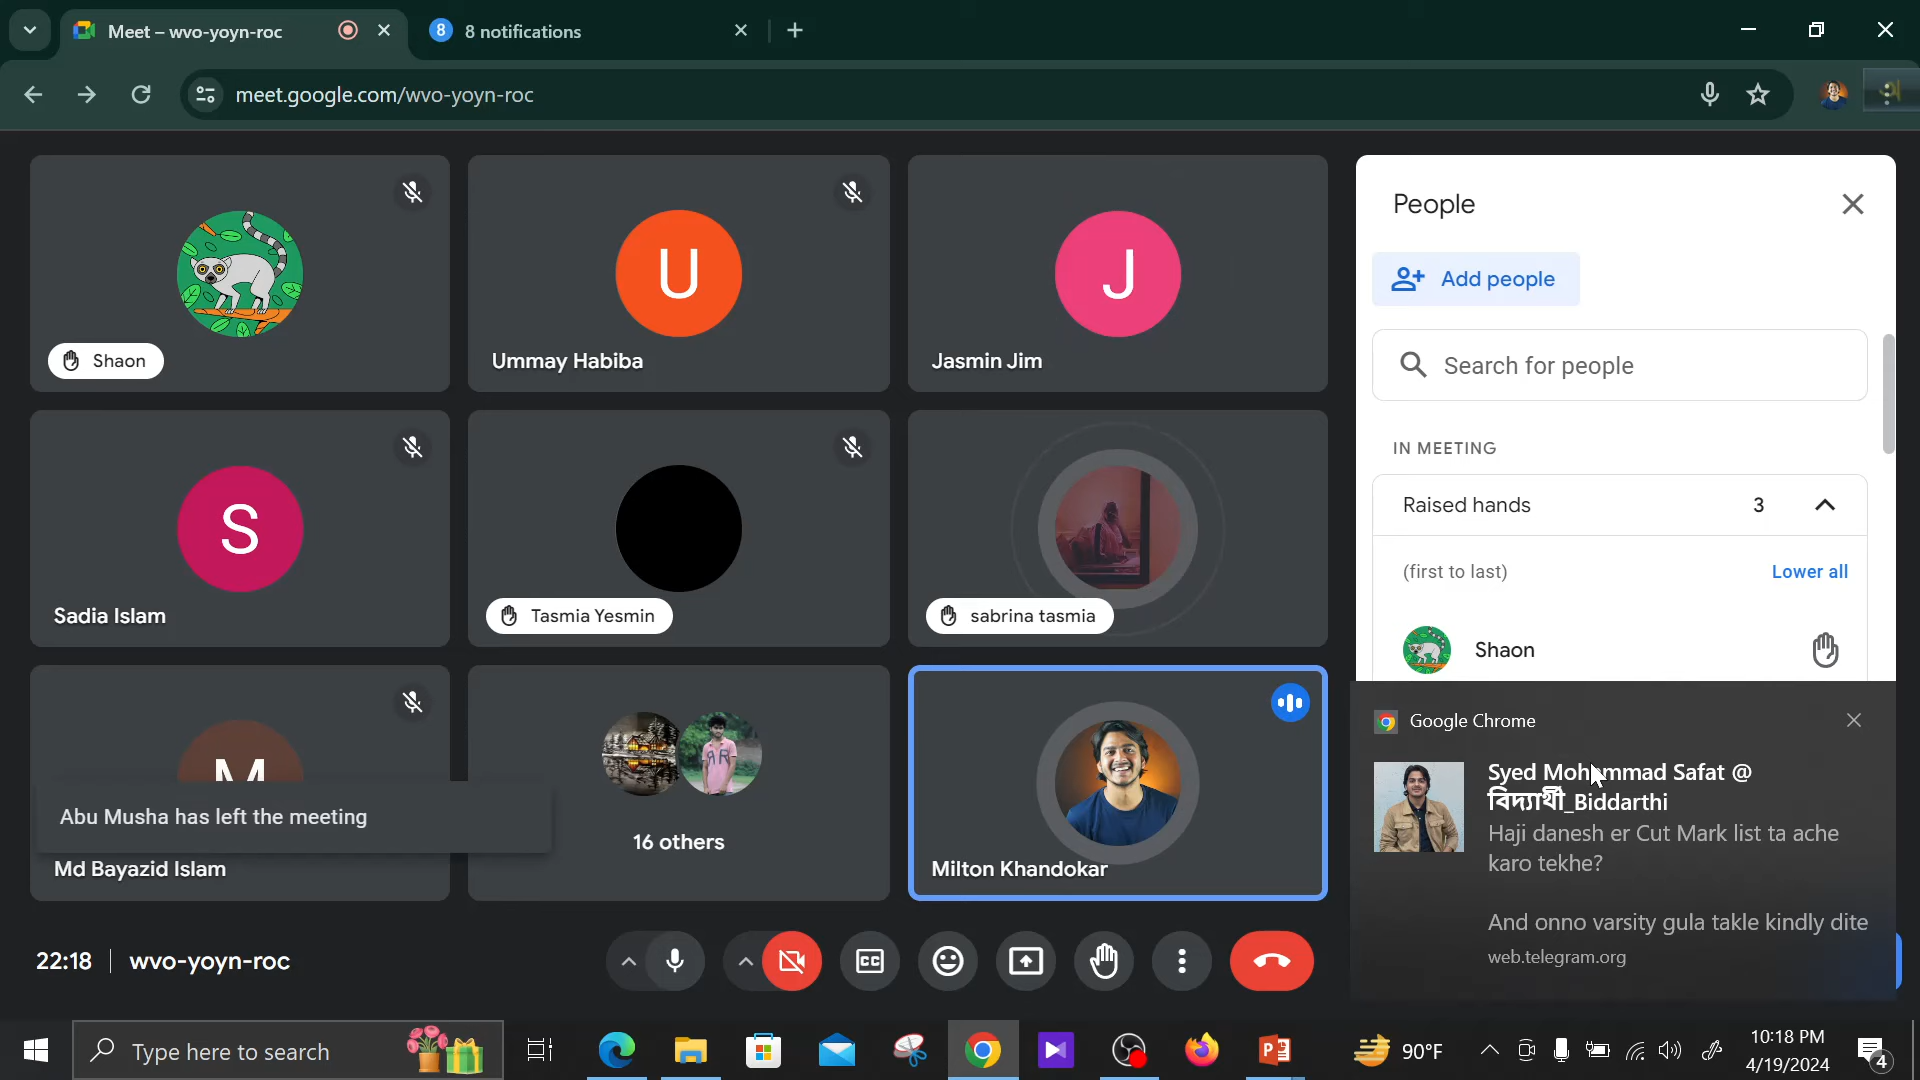 Meet – wvo-yoyn-roc
8 8 notifications
meet.google.com/wvo-yoyn-roc
Shaon
U
Ummay Habiba
J
Jasmin Jim
People
Add people
Search for people
IN MEETING
Raised hands 3
(first to last) Lower all
Shaon
S
Sadia Islam
Tasmia Yesmin
sabrina tasmia
M
Abu Musha has left the meeting
Md Bayazid Islam
16 others
Milton Khandokar
Google Chrome
Syed Mohammad Safat @
বিদ্যার্থী_Biddarthi
Haji danesh er Cut Mark list ta ache
karo tekhe?
And onno varsity gula takle kindly dite
web.telegram.org
22:18 wvo-yoyn-roc
CC
Type here to search
90°F
10:18 PM
4/19/2024
4